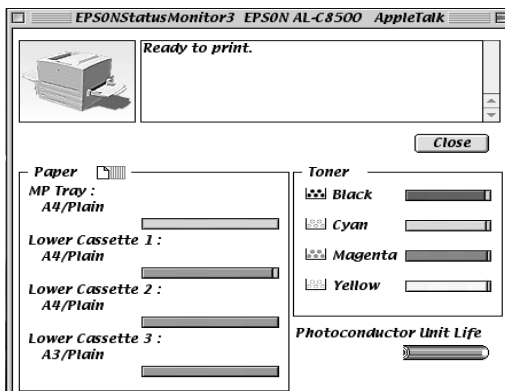 EPSONStatusMonitor3 EPSON AL-C8500 AppleTalk
Ready to print.
Close
Paper
MP Tray :
A4/Plain
Lower Cassette 1 :
A4/Plain
Lower Cassette 2 :
A4/Plain
Lower Cassette 3 :
A3/Plain
Toner
Black
Cyan
Magenta
Yellow
Photoconductor Unit Life